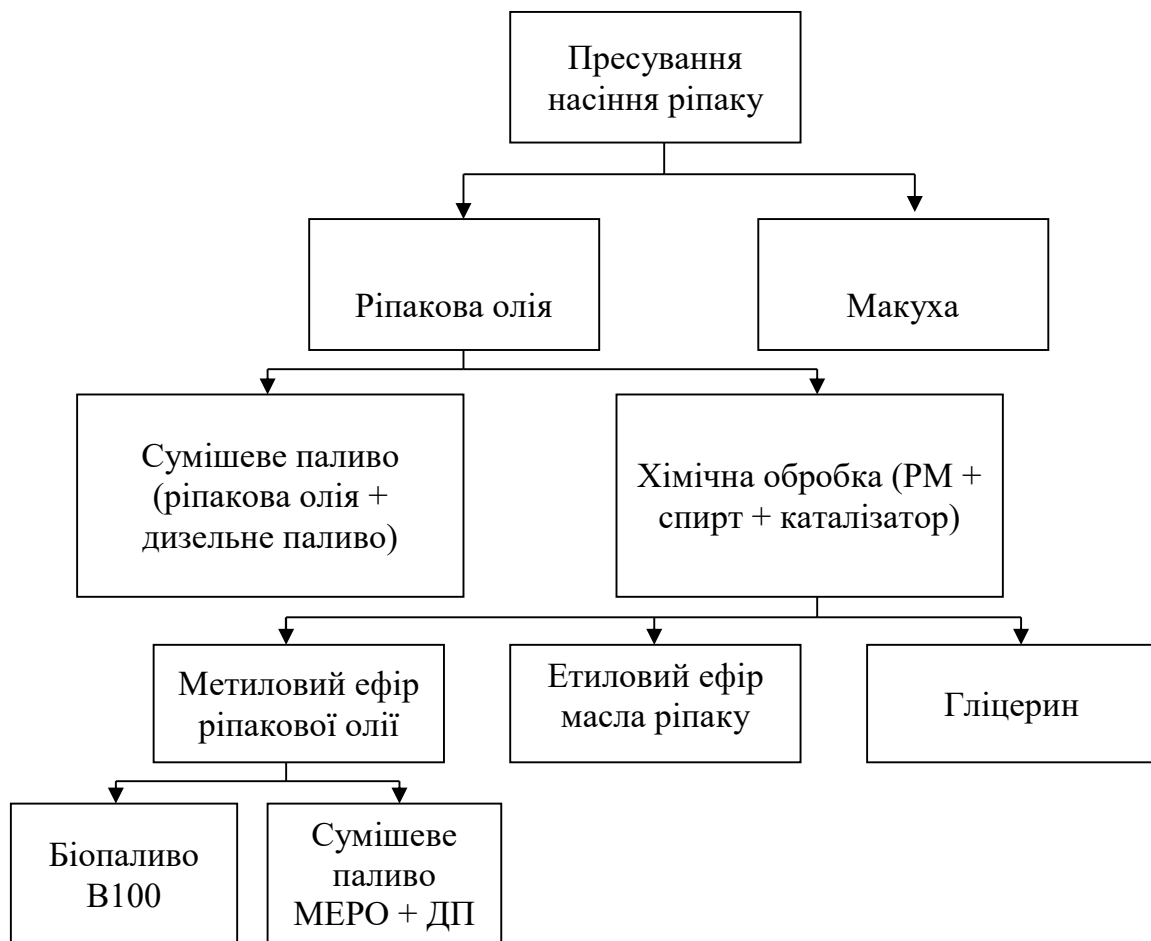 Пресування
насіння ріпаку
Ріпакова олія
Макуха
Сумішеве паливо
(ріпакова олія +
дизельне паливо)
Хімічна обробка (РМ +
спирт + каталізатор)
Метиловий ефір
ріпакової олії
Етиловий ефір
масла ріпаку
Гліцерин
Біопаливо
В100
Сумішеве
паливо
МЕРО + ДП